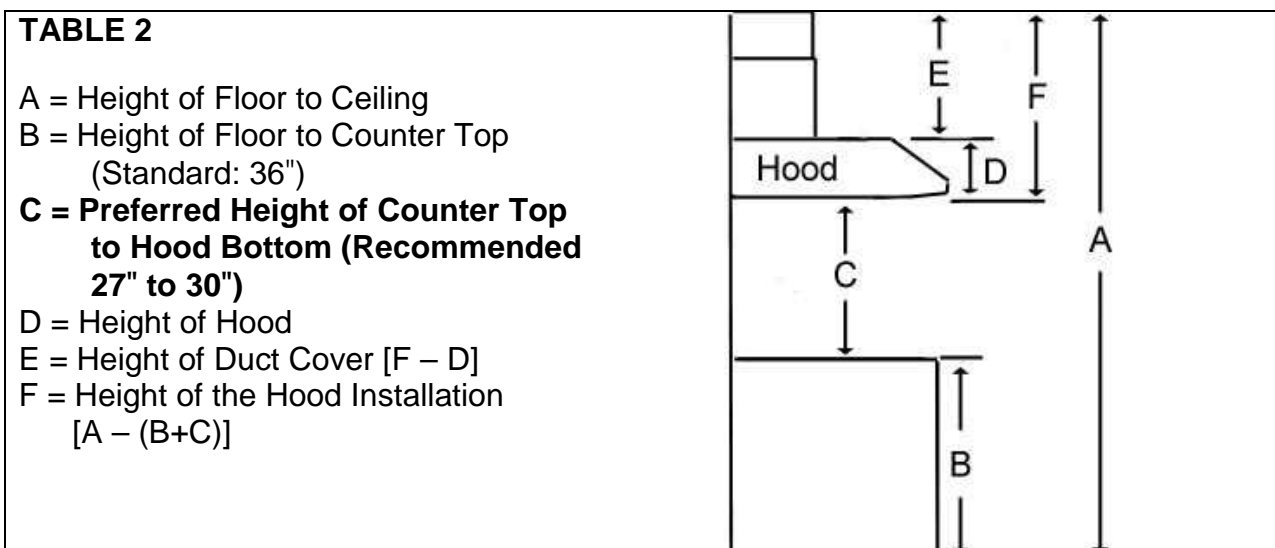 TABLE 2
A = Height of Floor to Ceiling
B = Height of Floor to Counter Top
(Standard: 36")
C = Preferred Height of Counter Top
to Hood Bottom (Recommended
27" to 30")
D = Height of Hood
E = Height of Duct Cover [F – D]
F = Height of the Hood Installation
[A – (B+C)]
E
F
Hood
D
A
C
B